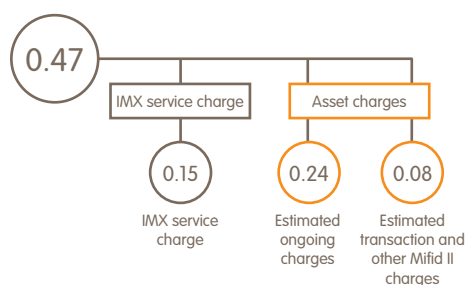 0.47
IMX service charge
Asset charges
0.15
0.24
0.08
IMX service
charge
Estimated
ongoing
charges
Estimated
transaction and
other Mifid II
charges